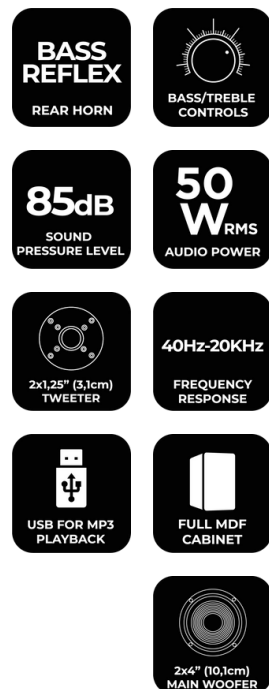 BASS
REFLEX
REAR HORN
BASS/TREBLE
CONTROLS
85dB
SOUND
PRESSURE LEVEL
50
WRMS
AUDIO POWER
2x1,25” (3,1cm)
TWEETER
40Hz-20KHz
FREQUENCY
RESPONSE
USB FOR MP3
PLAYBACK
FULL MDF
CABINET
2x4” (10,1cm)
MAIN WOOFER